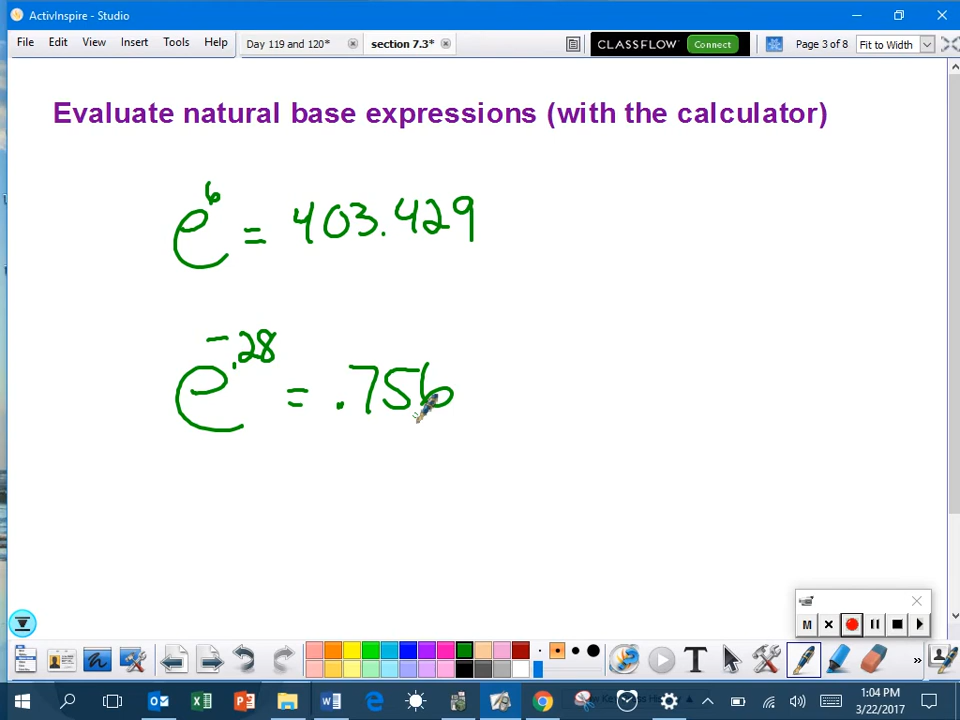 ActivInspire - Studio
File Edit View Insert Tools Help Day 119 and 120* section 7.3* CLASSFLOW Connect Page 3 of 8 Fit to Width
Evaluate natural base expressions (with the calculator)
e^6 = 403.429
e^-.28 = .756
M
T
»
1:04 PM
3/22/2017